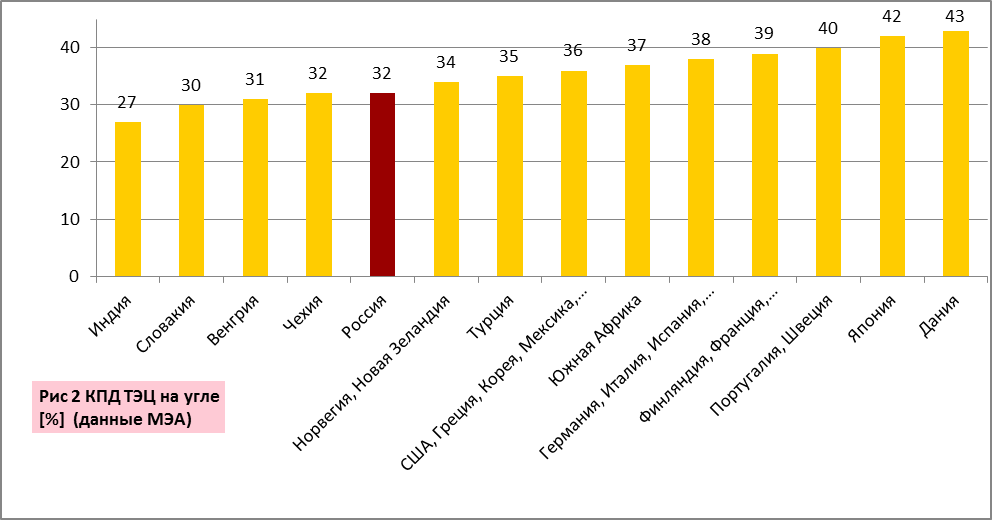 27
30
31
32
32
34
35
36
37
38
39
40
42
43
40
30
20
10
0
Индия
Словакия
Венгрия
Чехия
Россия
Норвегия, Новая Зеландия
Турция
США, Греция, Корея, Мексика,...
Южная Африка
Германия, Италия, Испания,...
Финляндия, Франция,...
Португалия, Швеция
Япония
Дания
Рис 2 КПД ТЭЦ на угле
[%] (данные МЭА)